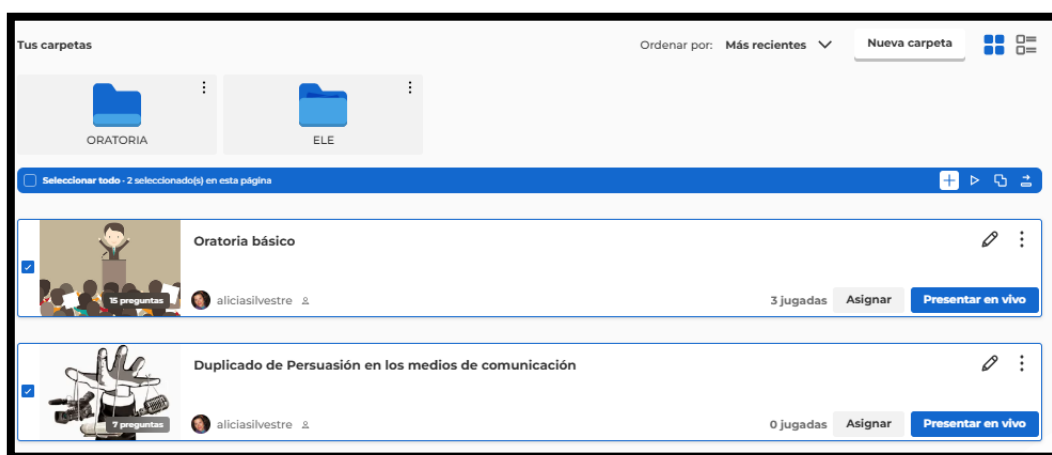 Tus carpetas
Ordenar por: Más recientes
Nueva carpeta
ORATORIA
ELE
Seleccionar todo · 2 seleccionado(s) en esta página
Oratoria básico
15 preguntas
aliciasilvestre
3 jugadas
Asignar
Presentar en vivo
Duplicado de Persuasión en los medios de comunicación
7 preguntas
aliciasilvestre
0 jugadas
Asignar
Presentar en vivo